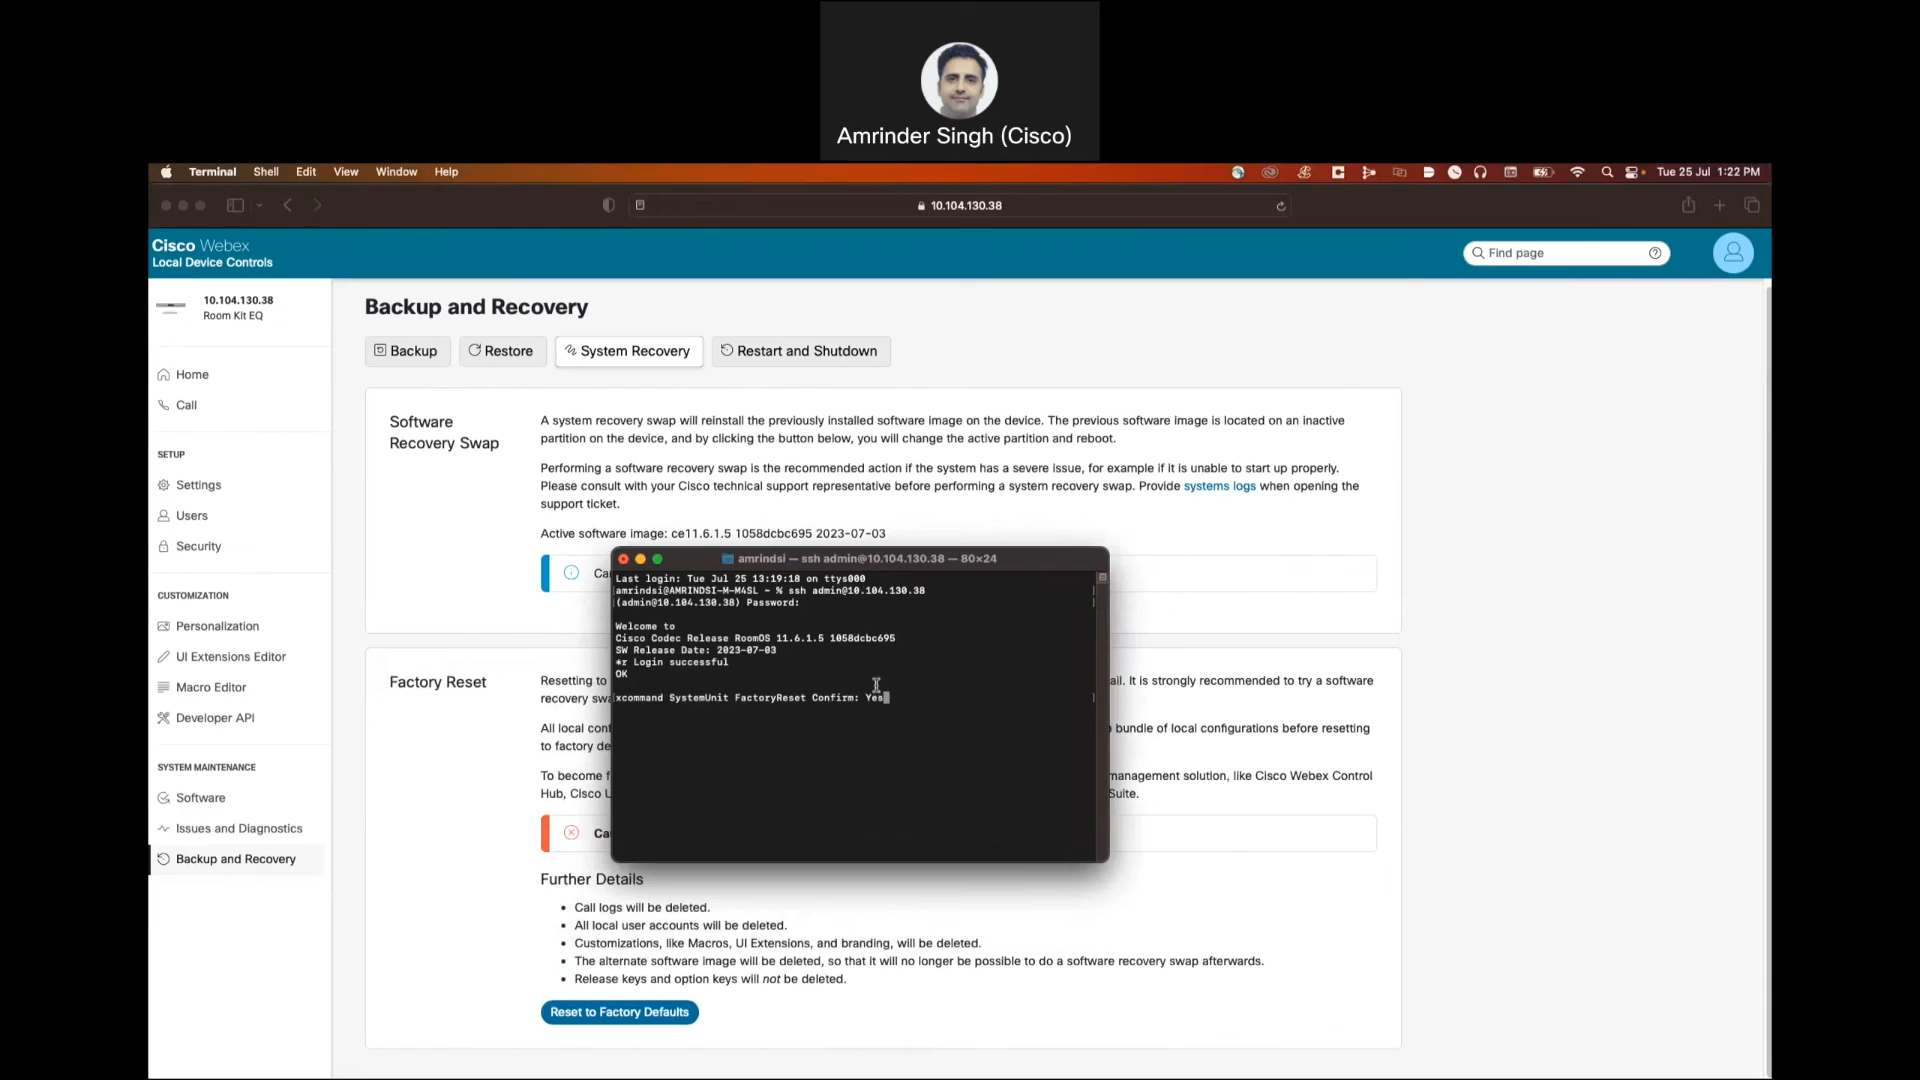 Amrinder Singh (Cisco)
Terminal Shell Edit View Window Help
Tue 25 Jul 1:22 PM
10.104.130.38
Cisco Webex
Local Device Controls
Find page
10.104.130.38
Room Kit EQ
Home
Call
SETUP
Settings
Users
Security
CUSTOMIZATION
Personalization
UI Extensions Editor
Macro Editor
Developer API
SYSTEM MAINTENANCE
Software
Issues and Diagnostics
Backup and Recovery
Backup and Recovery
Backup Restore System Recovery Restart and Shutdown
Software
Recovery Swap
A system recovery swap will reinstall the previously installed software image on the device. The previous software image is located on an inactive
partition on the device, and by clicking the button below, you will change the active partition and reboot.
Performing a software recovery swap is the recommended action if the system has a severe issue, for example if it is unable to start up properly.
Please consult with your Cisco technical support representative before performing a system recovery swap. Provide systems logs when opening the
support ticket.
Active software image: ce11.6.1.5 1058dcbc695 2023-07-03
amrindsi — ssh admin@10.104.130.38 — 80×24
Last login: Tue Jul 25 13:19:18 on ttys000
[amrindsi@AMRINDSI-M-M4SL ~ % ssh admin@10.104.130.38 ]
[(admin@10.104.130.38) Password: ]
Welcome to
Cisco Codec Release RoomOS 11.6.1.5 1058dcbc695
SW Release Date: 2023-07-03
*r Login successful
OK
[xcommand SystemUnit FactoryReset Confirm: Yes ]
Factory Reset
Resetting to
recovery
All local
to factory
To become
Hub, Cisco
It is strongly recommended to try a software
bundle of local configurations before resetting
management solution, like Cisco Webex Control
Suite.
Further Details
• Call logs will be deleted.
• All local user accounts will be deleted.
• Customizations, like Macros, UI Extensions, and branding, will be deleted.
• The alternate software image will be deleted, so that it will no longer be possible to do a software recovery swap afterwards.
• Release keys and option keys will not be deleted.
Reset to Factory Defaults